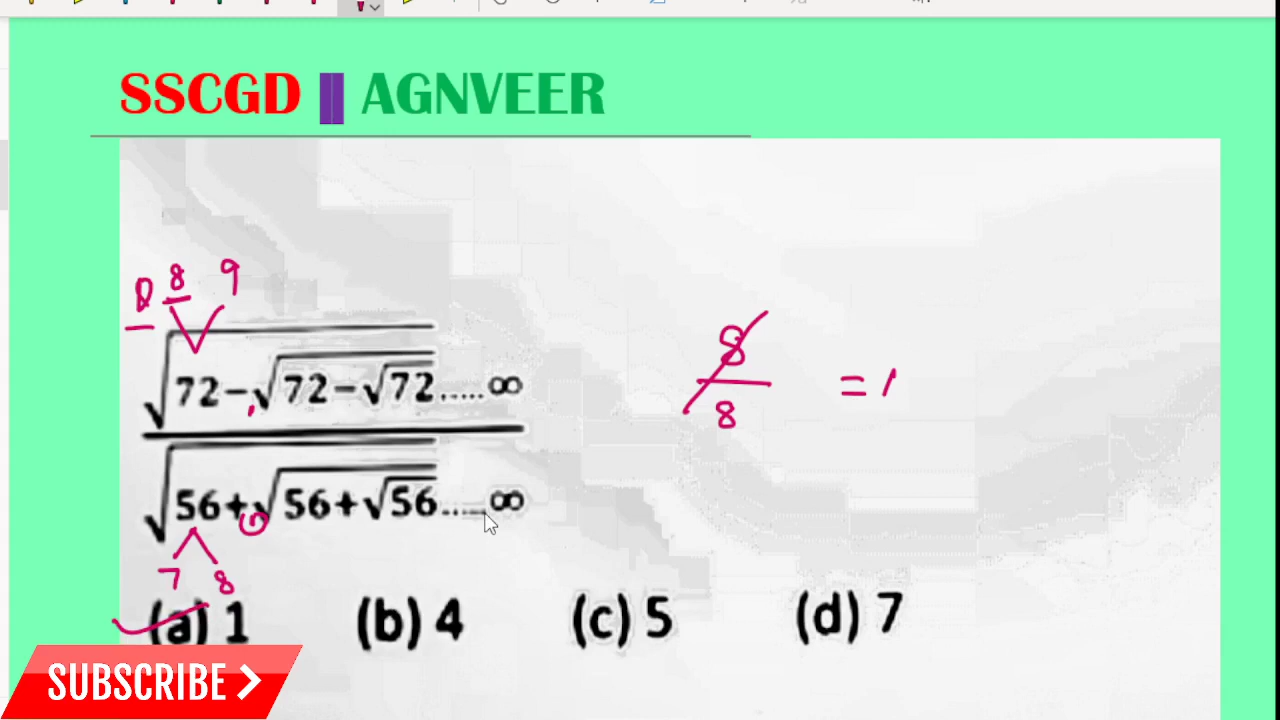 SSCGD || AGNVEER
8 8 9
√72-√72-√72.....∞
8
8
= 1
√56+√56+√56.....∞
7 8
(a) 1 (b) 4 (c) 5 (d) 7
SUBSCRIBE